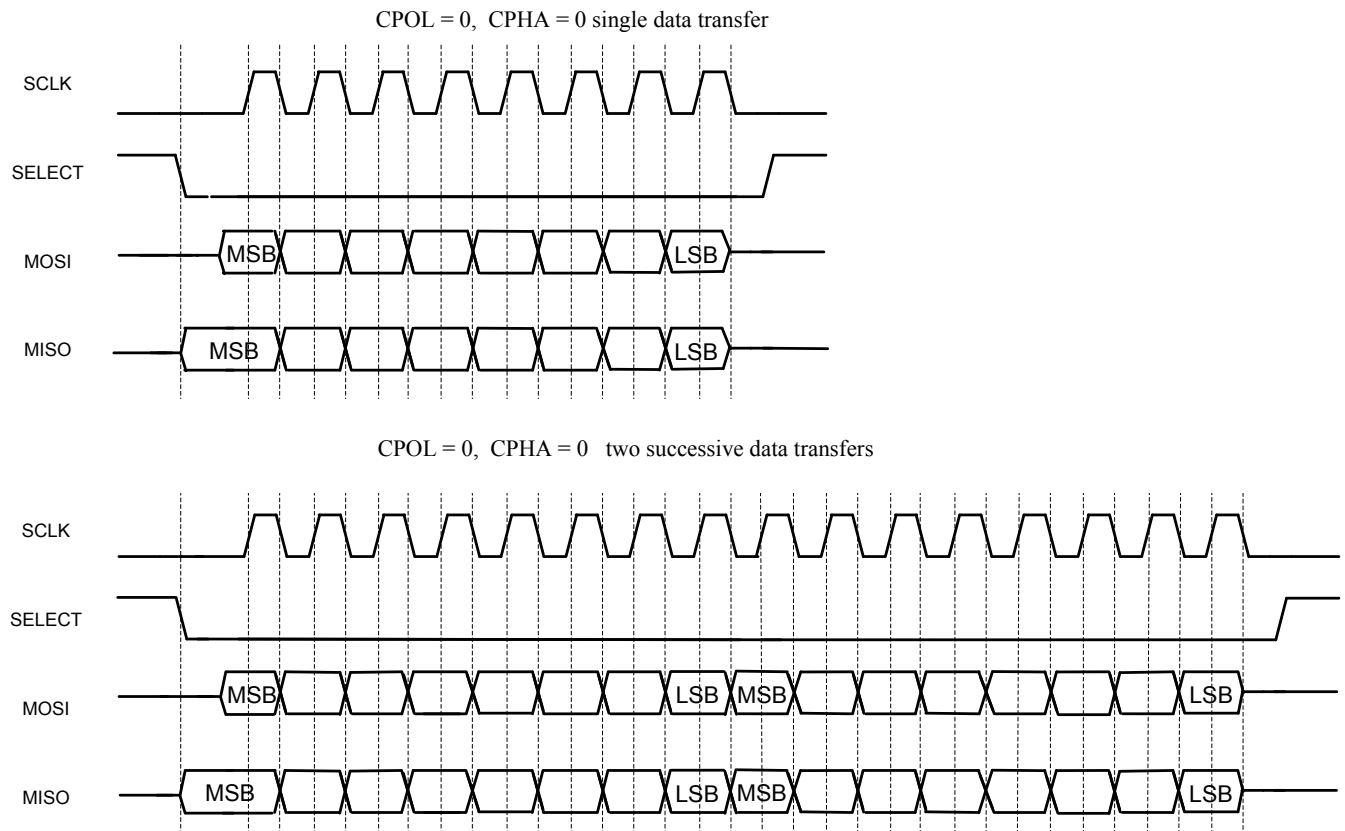 CPOL = 0, CPHA = 0 single data transfer
SCLK
SELECT
MOSI
MSB
LSB
MISO
MSB
LSB
CPOL = 0, CPHA = 0 two successive data transfers
SCLK
SELECT
MOSI
MSB
LSB
MSB
LSB
MISO
MSB
LSB
MSB
LSB